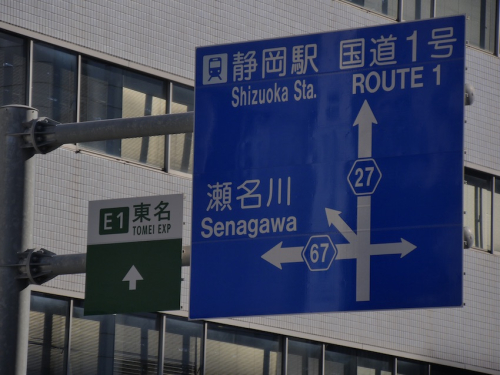 静岡駅 国道1号
Shizuoka Sta. ROUTE 1
27
瀬名川
Senagawa
67
E1 東名
TOMEI EXP